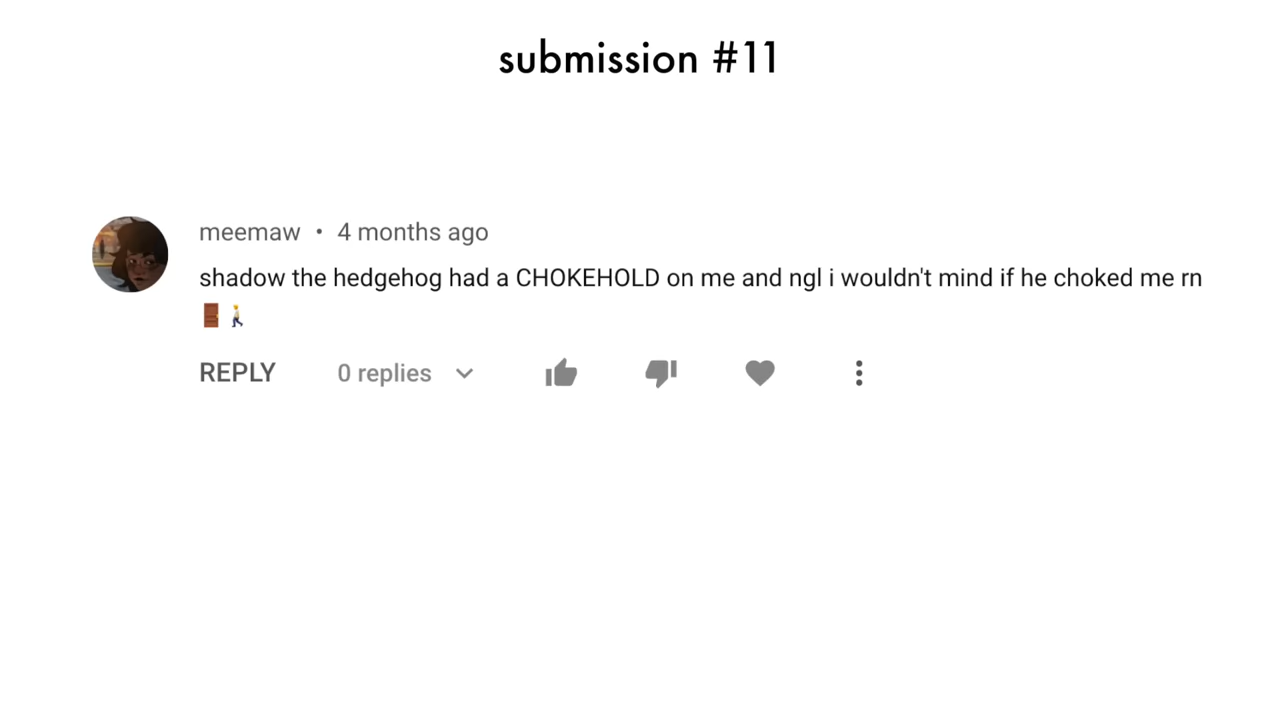 submission #11
meemaw • 4 months ago
shadow the hedgehog had a CHOKEHOLD on me and ngl i wouldn't mind if he choked me rn
🚪🚶
REPLY 0 replies